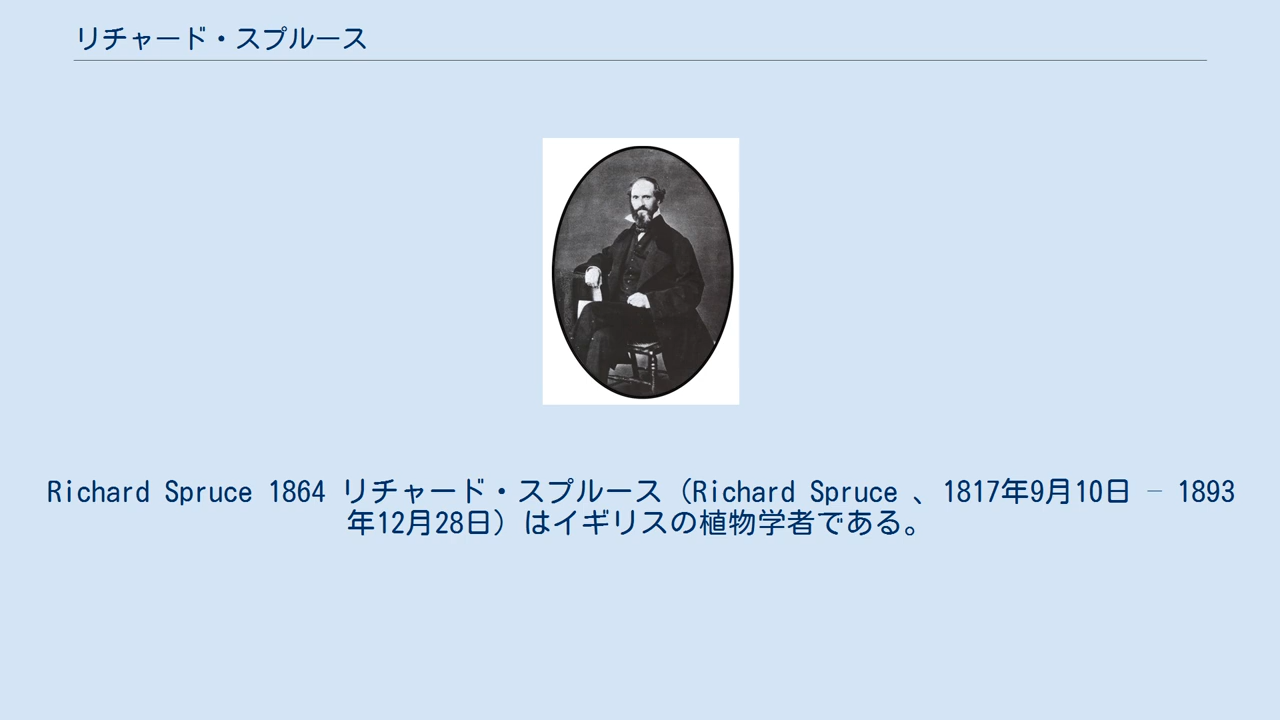 リチャード・スプルース
Richard Spruce 1864 リチャード・スプルース（Richard Spruce 、1817年9月10日 – 1893
年12月28日）はイギリスの植物学者である。